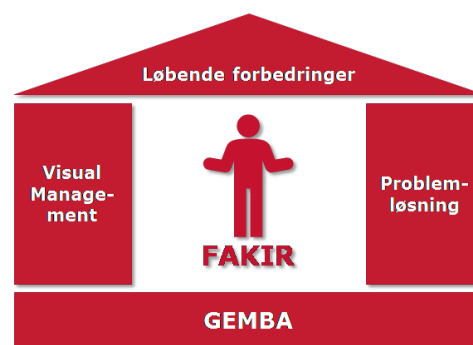 Løbende forbedringer
Visual
Manage-
ment
FAKIR
Problem-
løsning
GEMBA